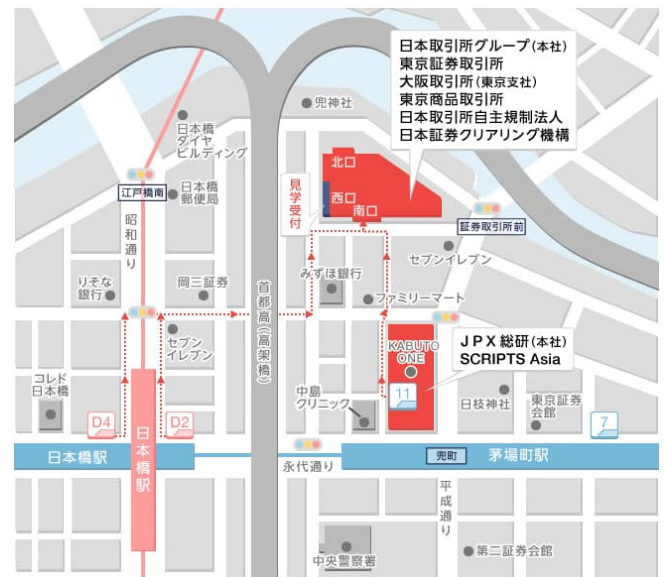 日本取引所グループ(本社)
東京証券取引所
大阪取引所(東京支社)
東京商品取引所
日本取引所自主規制法人
日本証券クリアリング機構
兜神社
日本橋
ダイヤ
ビルディング
江戸橋南
日本橋
郵便局
昭和通り
北口
西口
南口
見学受付
証券取引所前
セブンイレブン
りそな
銀行
岡三証券
首都高(高架橋)
みずほ銀行
ファミリーマート
セブン
イレブン
KABUTO
ONE
JPX総研(本社)
SCRIPTS Asia
コレド
日本橋
D4
D2
中島
クリニック
11
日枝神社
東京証券
会館
7
日本橋駅
日本橋駅
永代通り
兜町
茅場町駅
平成通り
中央警察署
第二証券会館